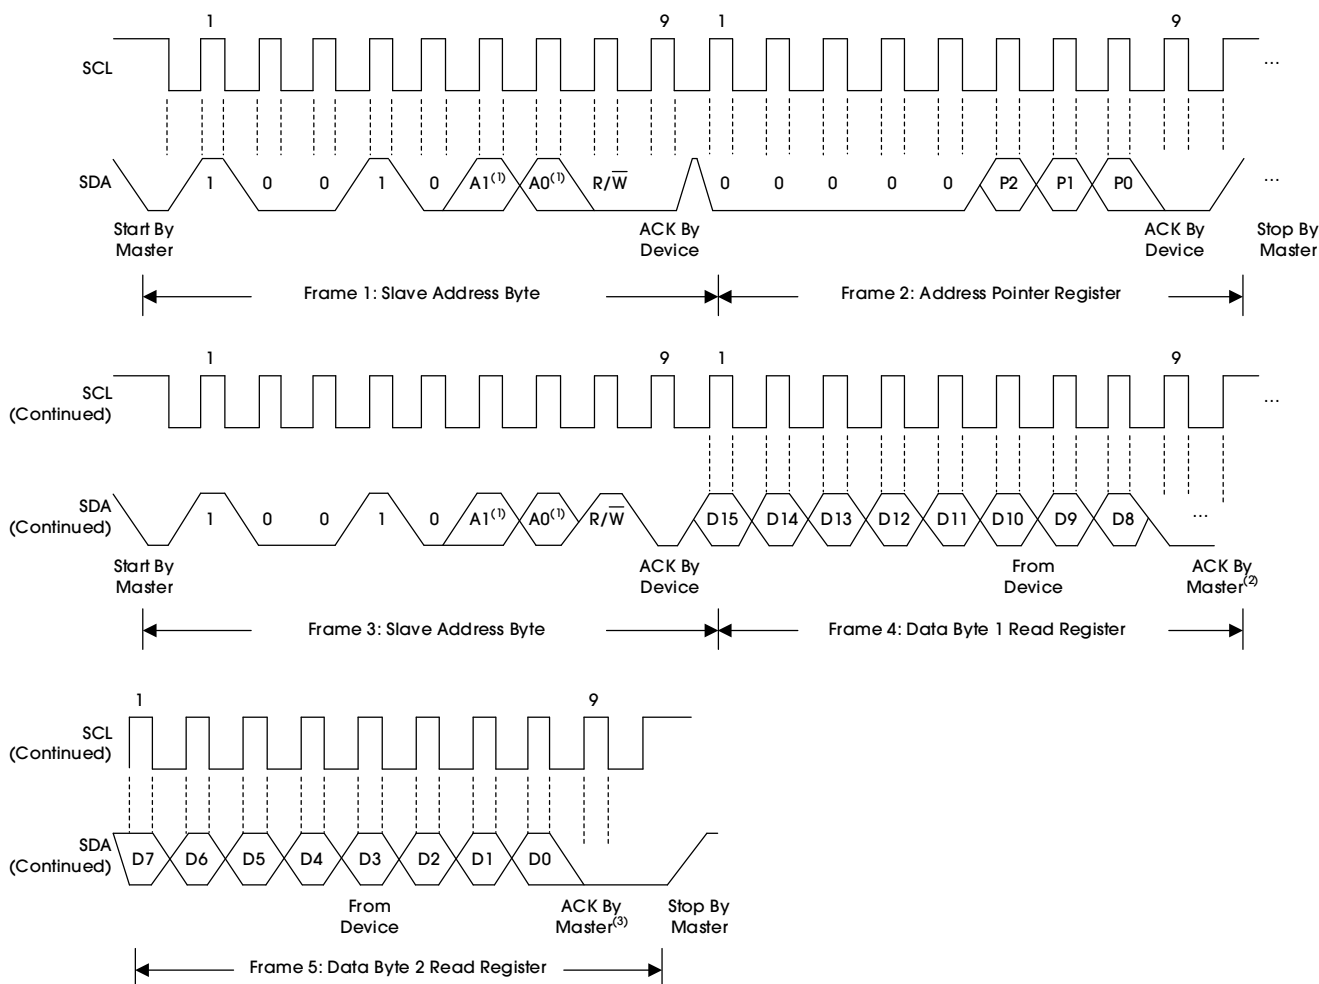 1 9 1 9
SCL ...
SDA 1 0 0 1 0 A1(1) A0(1) R/W̅ 0 0 0 0 0 P2 P1 P0 ...
Start By Master
ACK By Device
ACK By Device
Stop By Master
Frame 1: Slave Address Byte
Frame 2: Address Pointer Register
1 9 1 9
SCL (Continued) ...
SDA (Continued) 1 0 0 1 0 A1(1) A0(1) R/W̅ D15 D14 D13 D12 D11 D10 D9 D8 ...
Start By Master
ACK By Device
From Device
ACK By Master(2)
Frame 3: Slave Address Byte
Frame 4: Data Byte 1 Read Register
1 9
SCL (Continued)
SDA (Continued) D7 D6 D5 D4 D3 D2 D1 D0
From Device
ACK By Master(3)
Stop By Master
Frame 5: Data Byte 2 Read Register